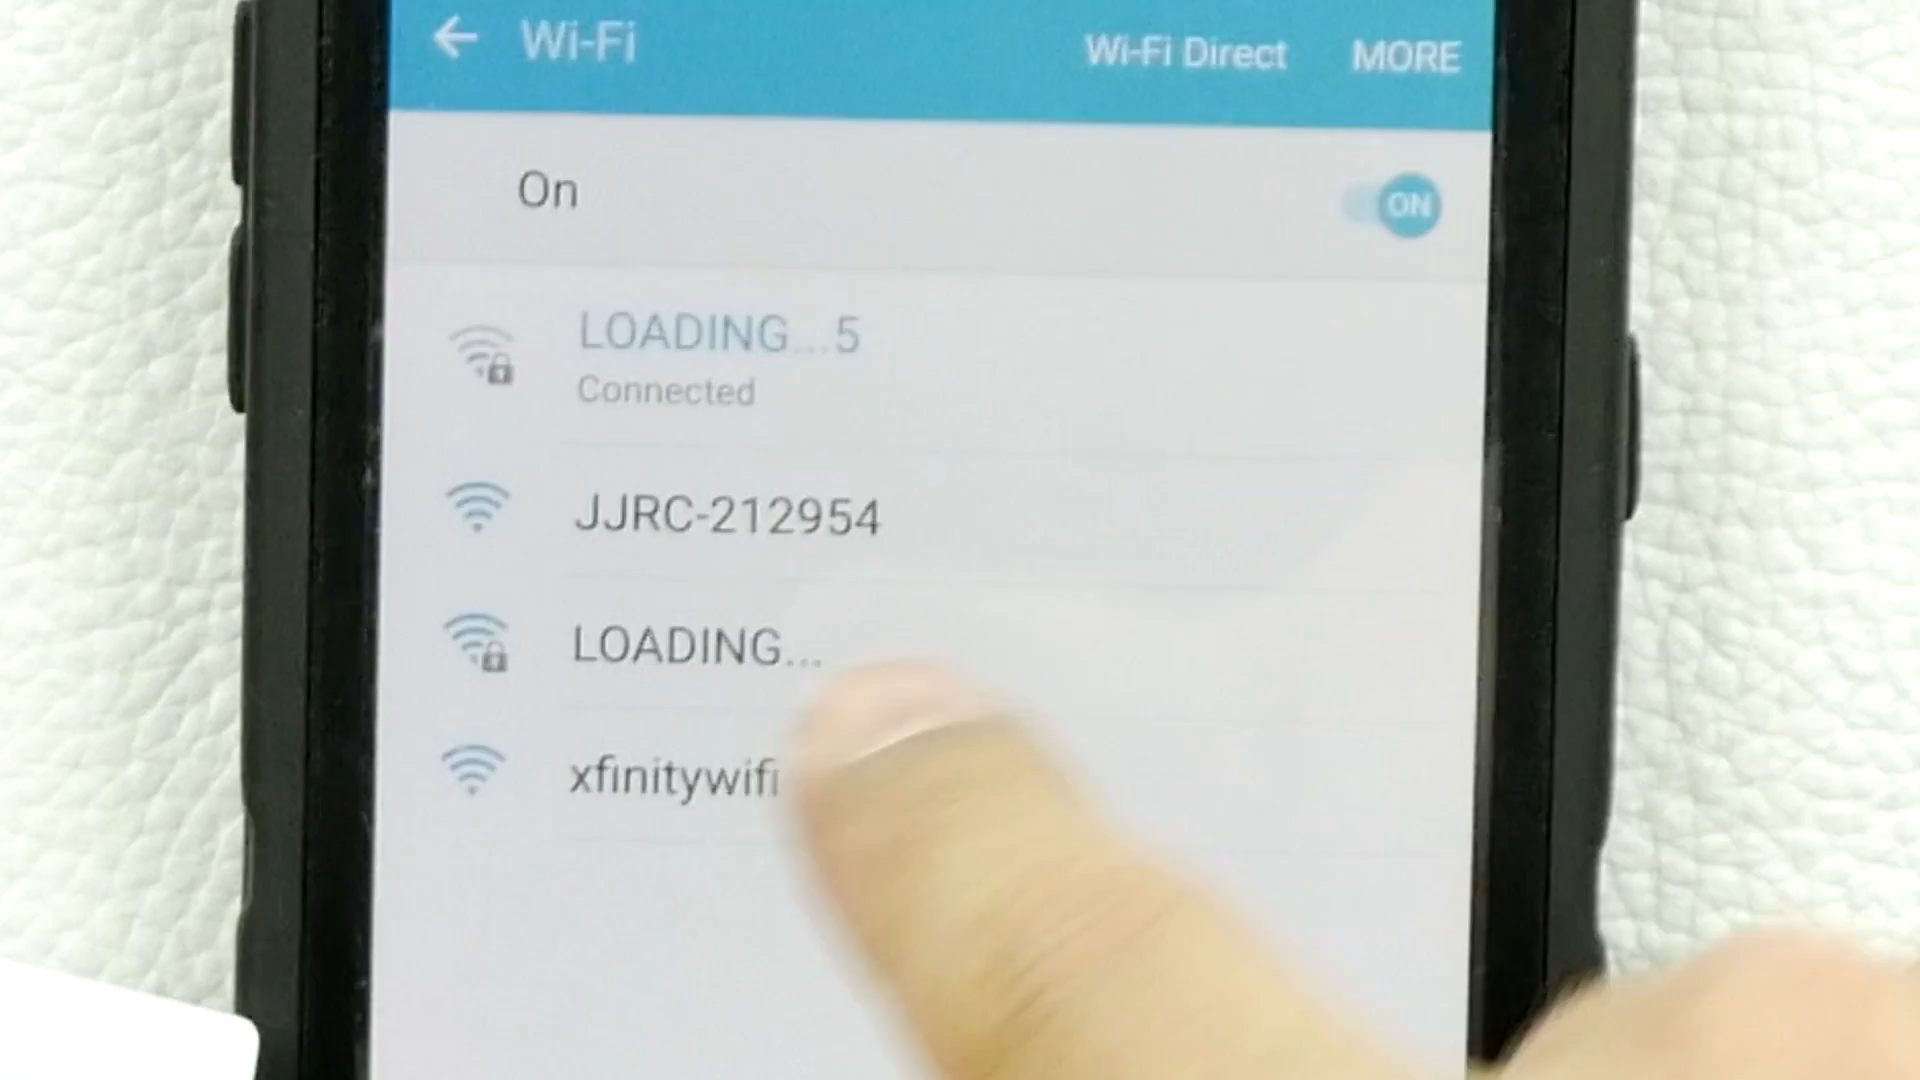 Wi-Fi Wi-Fi Direct MORE
On ON
LOADING...5
Connected
JJRC-212954
LOADING...
xfinitywifi